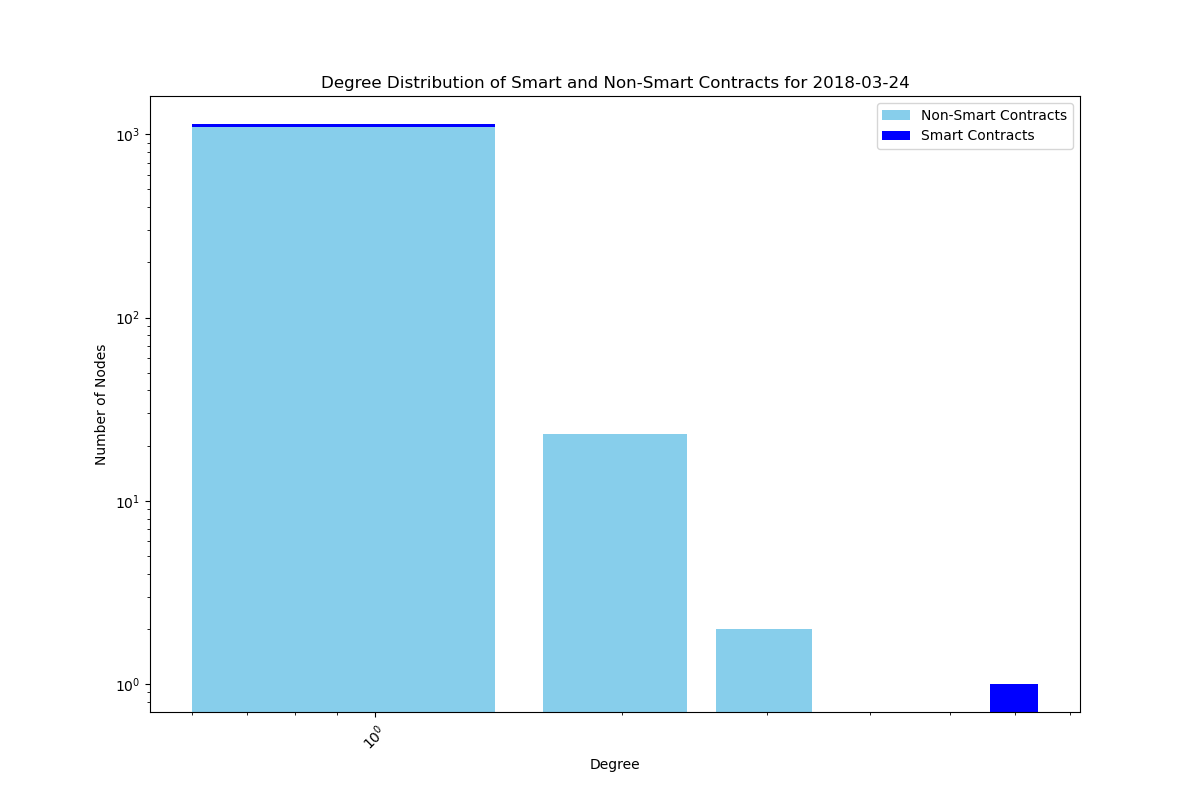 Degree Distribution of Smart and Non-Smart Contracts for 2018-03-24
Non-Smart Contracts
Smart Contracts
Number of Nodes
10³
10²
10¹
10⁰
10⁰
Degree